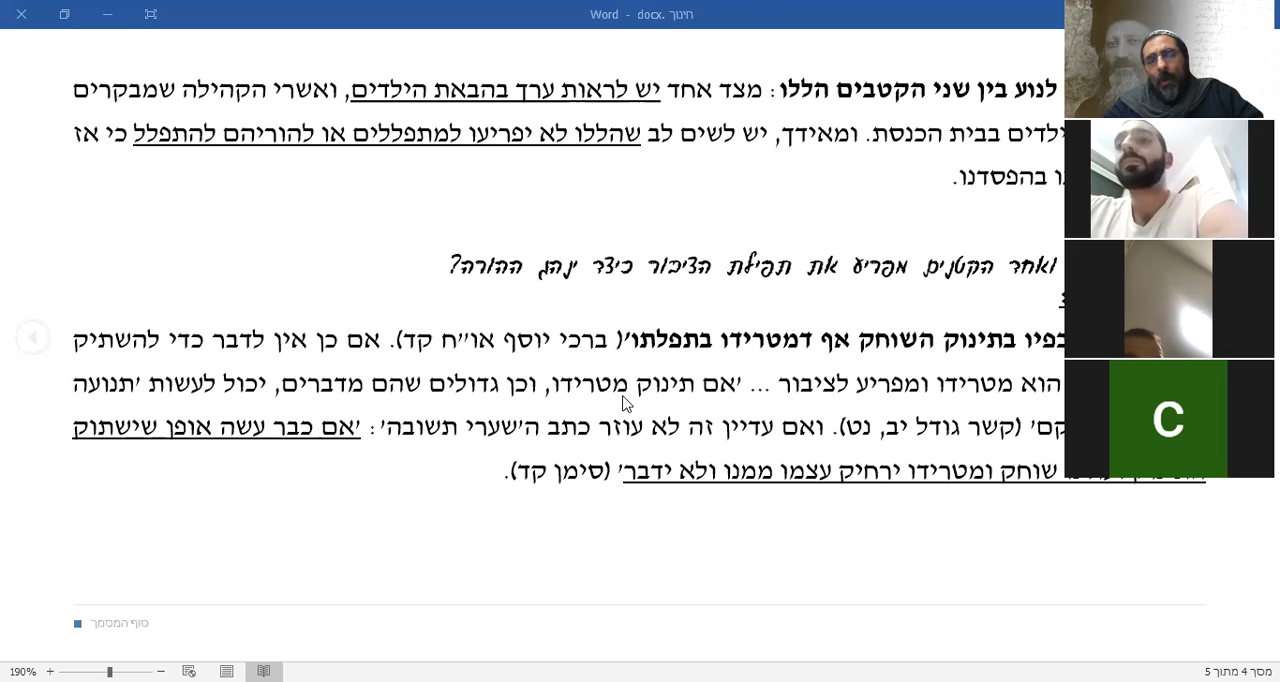 חינוך .docx - Word
לנוע בין שני הקטבים הללו: מצד אחד יש לראות ערך בהבאת הילדים, ואשרי הקהילה שמבקרים
ילדים בבית הכנסת. ומאידך, יש לשים לב שהללו לא יפריעו למתפללים או להוריהם להתפלל כי אז
בהפסדנו.
ואחד הקטנים מפריע את תפילת הציבור כיצד ינהג ההורה?
בפיו בתינוק השוחק אף דמטרידו בתפלתו'( ברכי יוסף או"ח קד). אם כן אין לדבר כדי להשתיק
הוא מטרידו ומפריע לציבור ... 'אם תינוק מטרידו, וכן גדולים שהם מדברים, יכול לעשות 'תנועה
(קשר גודל יב, נט). ואם עדיין זה לא עוזר כתב ה'שערי תשובה': 'אם כבר עשה אופן שישתוק
שוחק ומטרידו ירחיק עצמו ממנו ולא ידבר' (סימן קד).
C
סוף המסמך
מסך 4 מתוך 5
190%